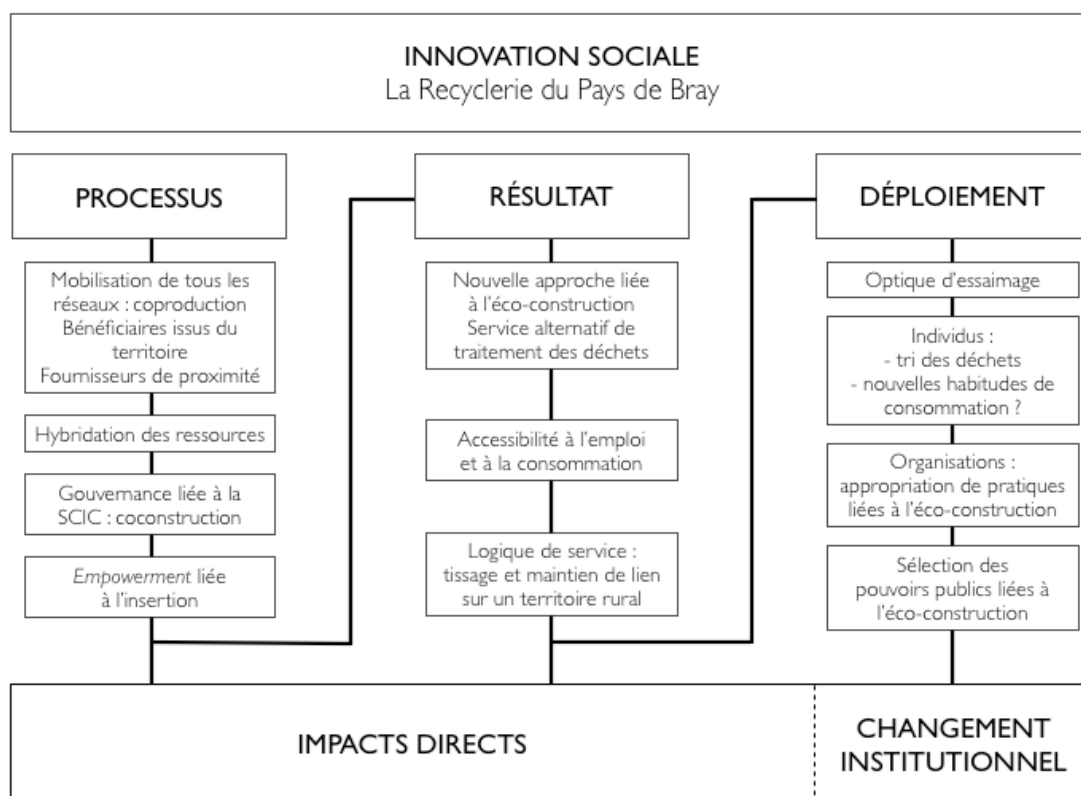 INNOVATION SOCIALE
La Recyclerie du Pays de Bray
PROCESSUS
Mobilisation de tous les
réseaux : coproduction
Bénéficiaires issus du
territoire
Fournisseurs de proximité
Hybridation des ressources
Gouvernance liée à la
SCIC : coconstruction
Empowerment liée
à l'insertion
RÉSULTAT
Nouvelle approche liée
à l'éco-construction
Service alternatif de
traitement des déchets
Accessibilité à l'emploi
et à la consommation
Logique de service :
tissage et maintien de lien
sur un territoire rural
DÉPLOIEMENT
Optique d'essaimage
Individus :
- tri des déchets
- nouvelles habitudes de
consommation ?
Organisations :
appropriation de pratiques
liées à l'éco-construction
Sélection des
pouvoirs publics liées à
l'éco-construction
IMPACTS DIRECTS
CHANGEMENT
INSTITUTIONNEL